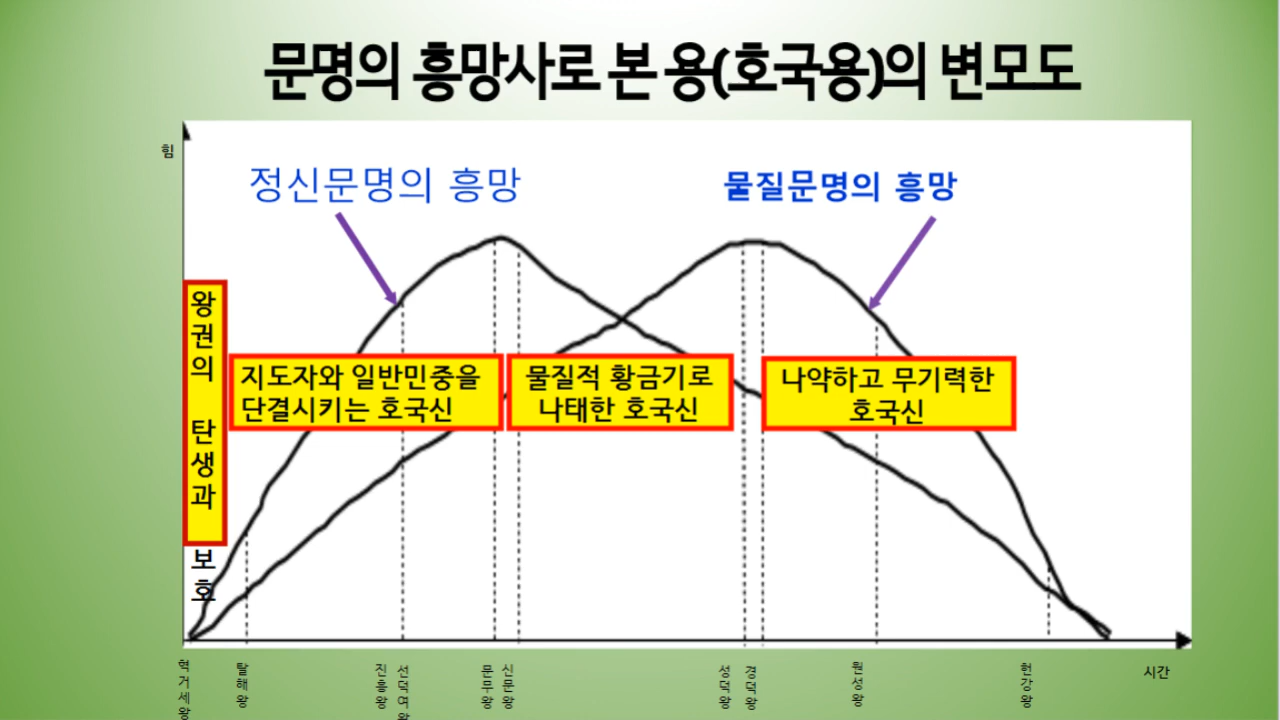 문명의 흥망사로 본 용(호국용)의 변모도
힘
정신문명의 흥망
물질문명의 흥망
왕권의 탄생과 보호
지도자와 일반민중을
단결시키는 호국신
물질적 황금기로
나태한 호국신
나약하고 무기력한
호국신
혁거세왕
탈해왕
진흥왕
선덕여왕
문무왕
신문왕
성덕왕
경덕왕
원성왕
헌강왕
시간